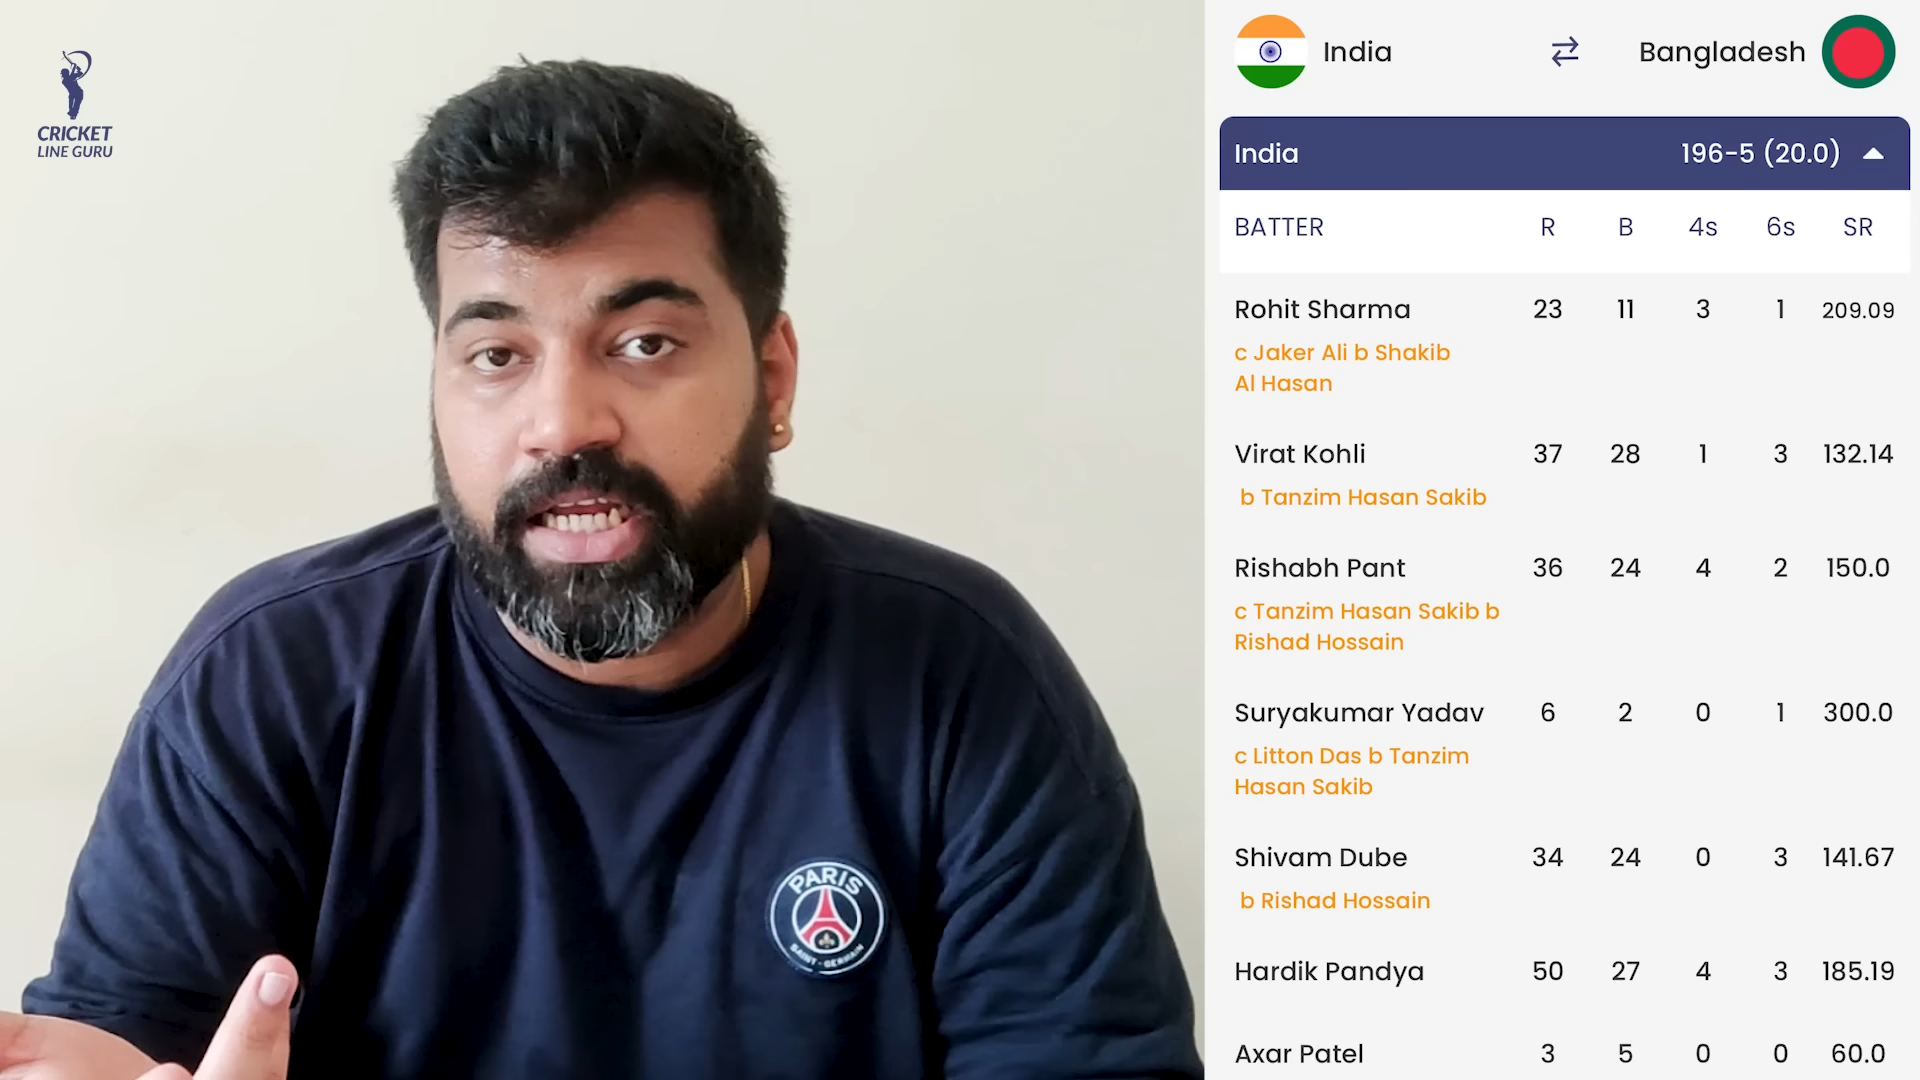 CRICKET
LINE GURU
PARIS
SAINT-GERMAIN
India
Bangladesh
India 196-5 (20.0)
BATTER R B 4s 6s SR
Rohit Sharma 23 11 3 1 209.09
c Jaker Ali b Shakib
Al Hasan
Virat Kohli 37 28 1 3 132.14
b Tanzim Hasan Sakib
Rishabh Pant 36 24 4 2 150.0
c Tanzim Hasan Sakib b
Rishad Hossain
Suryakumar Yadav 6 2 0 1 300.0
c Litton Das b Tanzim
Hasan Sakib
Shivam Dube 34 24 0 3 141.67
b Rishad Hossain
Hardik Pandya 50 27 4 3 185.19
Axar Patel 3 5 0 0 60.0